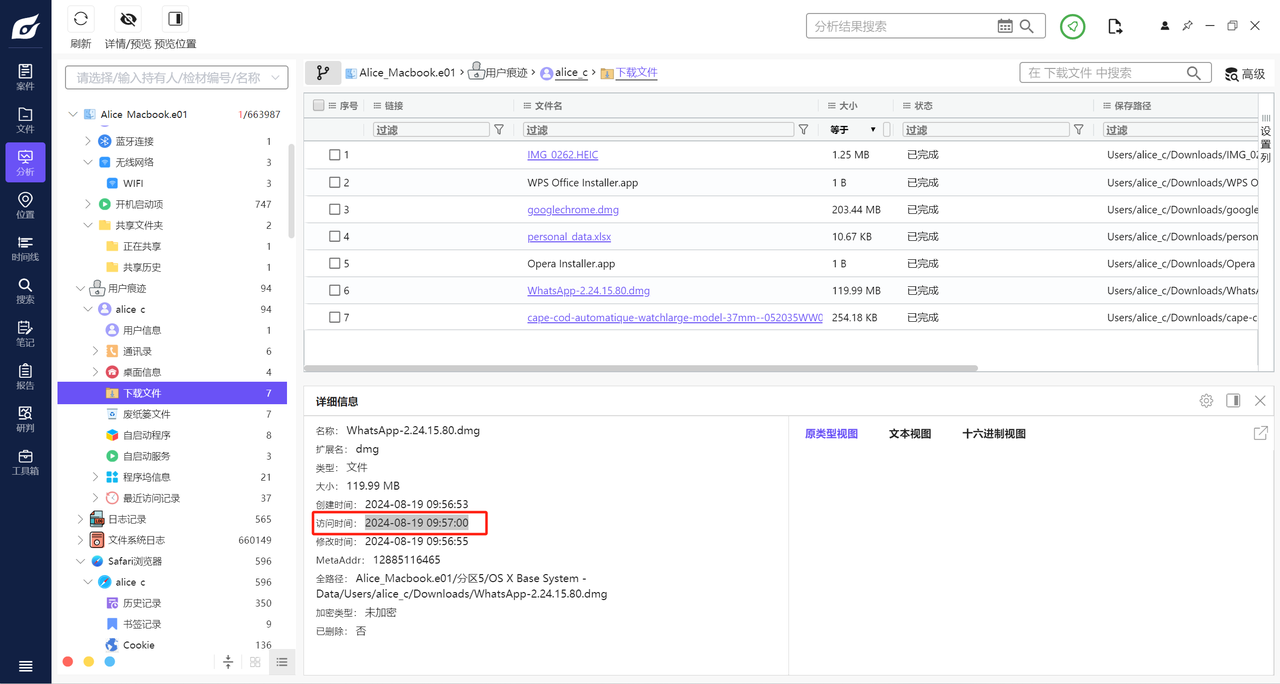 刷新
详情/预览
预览位置
分析结果搜索
案件
文件
分析
位置
时间线
搜索
笔记
报告
研判
工具箱
请选择/输入持有人/检材编号/名称
Alice Macbook.e01 1/663987
蓝牙连接 1
无线网络 3
WIFI 3
开机启动项 747
共享文件夹 2
正在共享 1
共享历史 1
用户痕迹 94
alice c 94
用户信息 1
通讯录 6
桌面信息 4
下载文件 7
废纸篓文件 7
自启动程序 8
自启动服务 3
程序坞信息 21
最近访问记录 37
日志记录 565
文件系统日志 660149
Safari浏览器 596
alice c 596
历史记录 350
书签记录 9
Cookie 136
Alice_Macbook.e01 › 用户痕迹 › alice_c › 下载文件
在 下载文件 中搜索
高级
序号 链接 文件名 大小 状态 保存路径
过滤 过滤 等于 过滤 过滤
设置列
1 IMG_0262.HEIC 1.25 MB 已完成 Users/alice_c/Downloads/IMG_02
2 WPS Office Installer.app 1 B 已完成 Users/alice_c/Downloads/WPS O
3 googlechrome.dmg 203.44 MB 已完成 Users/alice_c/Downloads/google
4 personal_data.xlsx 10.67 KB 已完成 Users/alice_c/Downloads/person
5 Opera Installer.app 1 B 已完成 Users/alice_c/Downloads/Opera
6 WhatsApp-2.24.15.80.dmg 119.99 MB 已完成 Users/alice_c/Downloads/Whats
7 cape-cod-automatique-watchlarge-model-37mm--052035WW0 254.18 KB 已完成 Users/alice_c/Downloads/cape-c
详细信息
名称: WhatsApp-2.24.15.80.dmg
扩展名: dmg
类型: 文件
大小: 119.99 MB
创建时间: 2024-08-19 09:56:53
访问时间: 2024-08-19 09:57:00
修改时间: 2024-08-19 09:56:55
MetaAddr: 12885116465
全路径: Alice_Macbook.e01/分区5/OS X Base System -
Data/Users/alice_c/Downloads/WhatsApp-2.24.15.80.dmg
加密类型: 未加密
已删除: 否
原类型视图 文本视图 十六进制视图